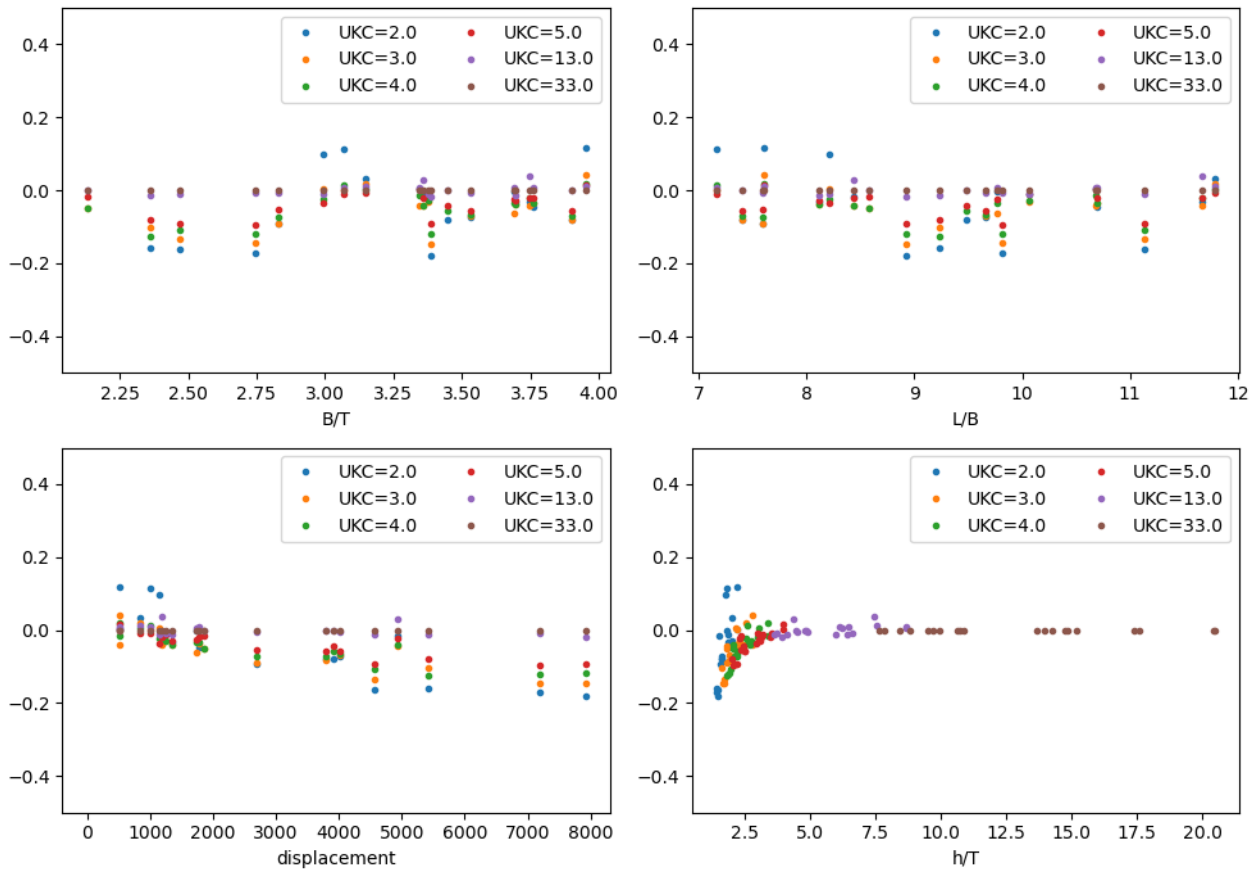 0.4
0.2
0.0
−0.2
−0.4
UKC=2.0
UKC=3.0
UKC=4.0
UKC=5.0
UKC=13.0
UKC=33.0
2.25 2.50 2.75 3.00 3.25 3.50 3.75 4.00
B/T
0.4
0.2
0.0
−0.2
−0.4
UKC=2.0
UKC=3.0
UKC=4.0
UKC=5.0
UKC=13.0
UKC=33.0
7 8 9 10 11 12
L/B
0.4
0.2
0.0
−0.2
−0.4
UKC=2.0
UKC=3.0
UKC=4.0
UKC=5.0
UKC=13.0
UKC=33.0
0 1000 2000 3000 4000 5000 6000 7000 8000
displacement
0.4
0.2
0.0
−0.2
−0.4
UKC=2.0
UKC=3.0
UKC=4.0
UKC=5.0
UKC=13.0
UKC=33.0
2.5 5.0 7.5 10.0 12.5 15.0 17.5 20.0
h/T